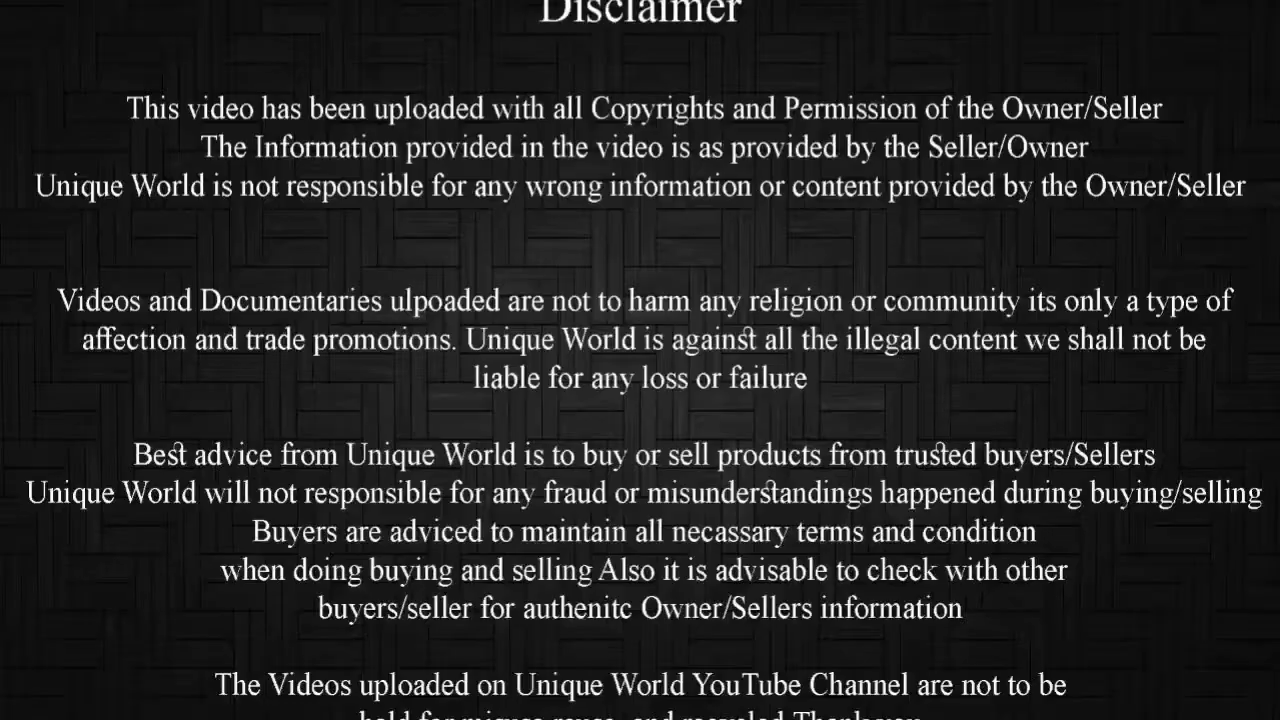 Disclaimer
This video has been uploaded with all Copyrights and Permission of the Owner/Seller
The Information provided in the video is as provided by the Seller/Owner
Unique World is not responsible for any wrong information or content provided by the Owner/Seller
Videos and Documentaries ulpoaded are not to harm any religion or community its only a type of
affection and trade promotions. Unique World is against all the illegal content we shall not be
liable for any loss or failure
Best advice from Unique World is to buy or sell products from trusted buyers/Sellers
Unique World will not responsible for any fraud or misunderstandings happened during buying/selling
Buyers are adviced to maintain all necassary terms and condition
when doing buying and selling Also it is advisable to check with other
buyers/seller for authenitc Owner/Sellers information
The Videos uploaded on Unique World YouTube Channel are not to be